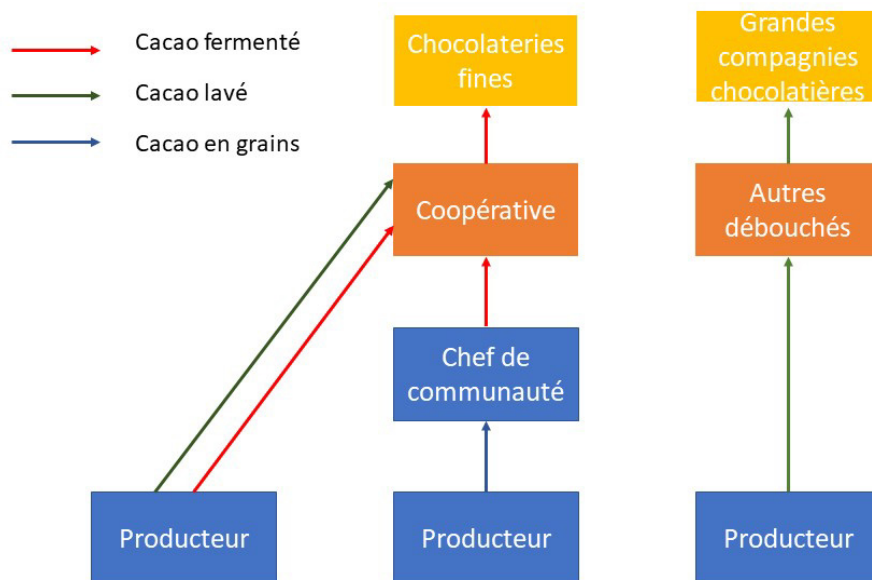 Cacao fermenté
Cacao lavé
Cacao en grains
Chocolateries
fines
Grandes
compagnies
chocolatières
Coopérative
Autres
débouchés
Chef de
communauté
Producteur
Producteur
Producteur